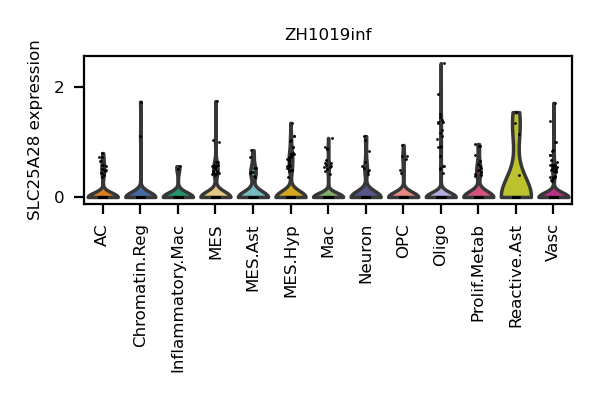 ZH1019inf
SLC25A28 expression
2
0
AC
Chromatin.Reg
Inflammatory.Mac
MES
MES.Ast
MES.Hyp
Mac
Neuron
OPC
Oligo
Prolif.Metab
Reactive.Ast
Vasc